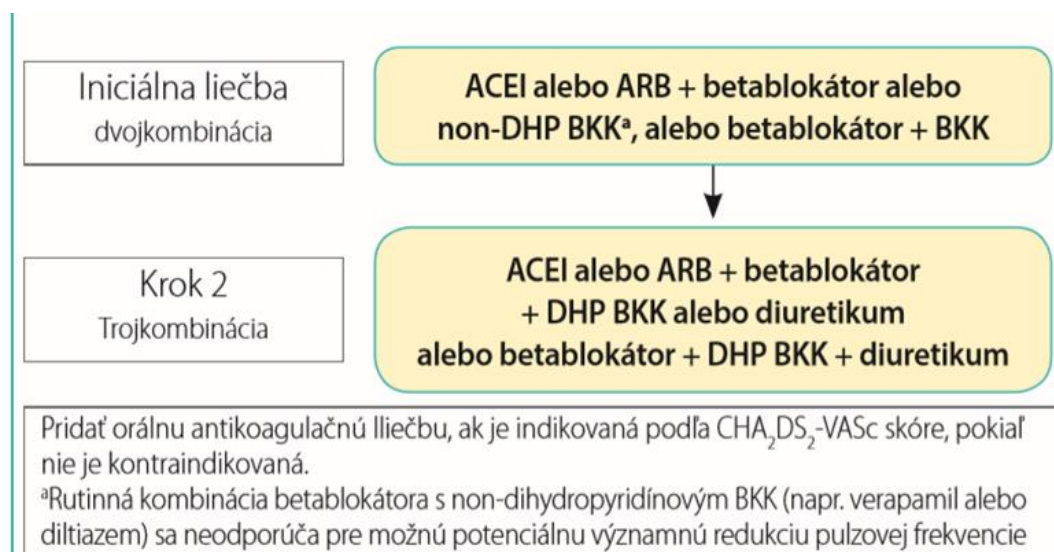 Iniciálna liečba
dvojkombinácia
ACEI alebo ARB + betablokátor alebo
non-DHP BKKª, alebo betablokátor + BKK
Krok 2
Trojkombinácia
ACEI alebo ARB + betablokátor
+ DHP BKK alebo diuretikum
alebo betablokátor + DHP BKK + diuretikum
Pridať orálnu antikoagulačnú lliečbu, ak je indikovaná podľa CHA₂DS₂-VASc skóre, pokiaľ
nie je kontraindikovaná.
ªRutinná kombinácia betablokátora s non-dihydropyridínovým BKK (napr. verapamil alebo
diltiazem) sa neodporúča pre možnú potenciálnu významnú redukciu pulzovej frekvencie